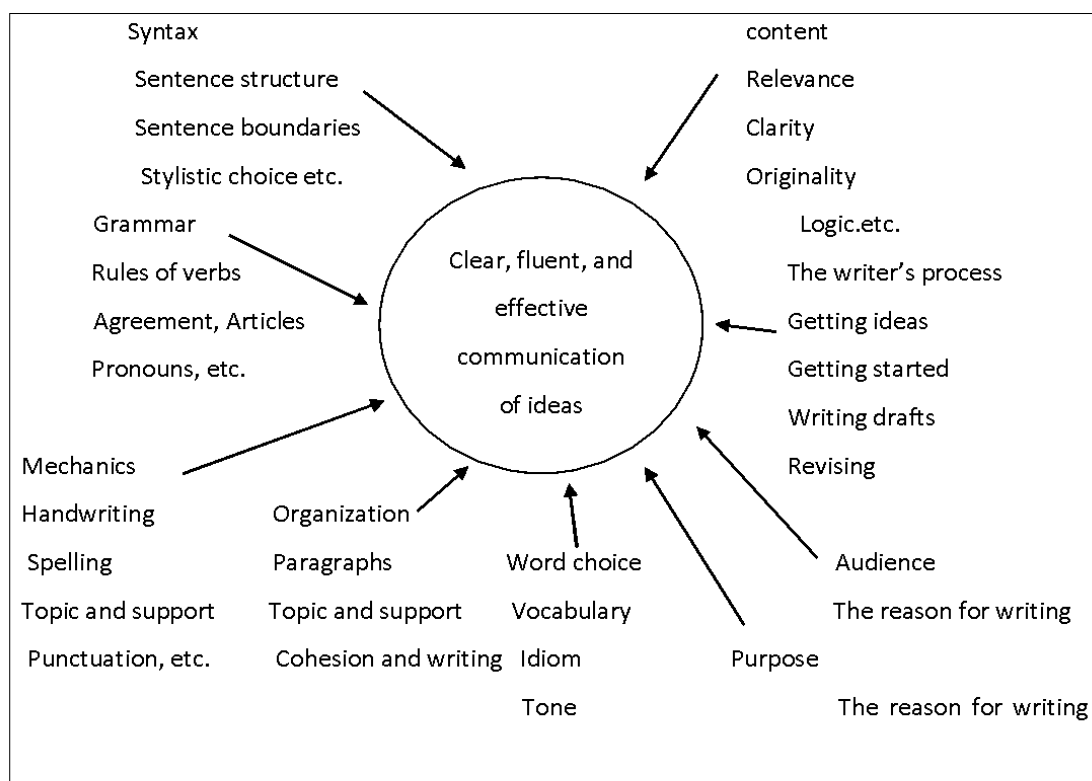 Syntax
Sentence structure
Sentence boundaries
Stylistic choice etc.
Grammar
Rules of verbs
Agreement, Articles
Pronouns, etc.
content
Relevance
Clarity
Originality
Logic.etc.
The writer’s process
Getting ideas
Getting started
Writing drafts
Revising
Clear, fluent, and
effective
communication
of ideas
Mechanics
Handwriting
Spelling
Topic and support
Punctuation, etc.
Organization
Paragraphs
Topic and support
Cohesion and writing
Word choice
Vocabulary
Idiom
Tone
Purpose
The reason for writing
Audience
The reason for writing